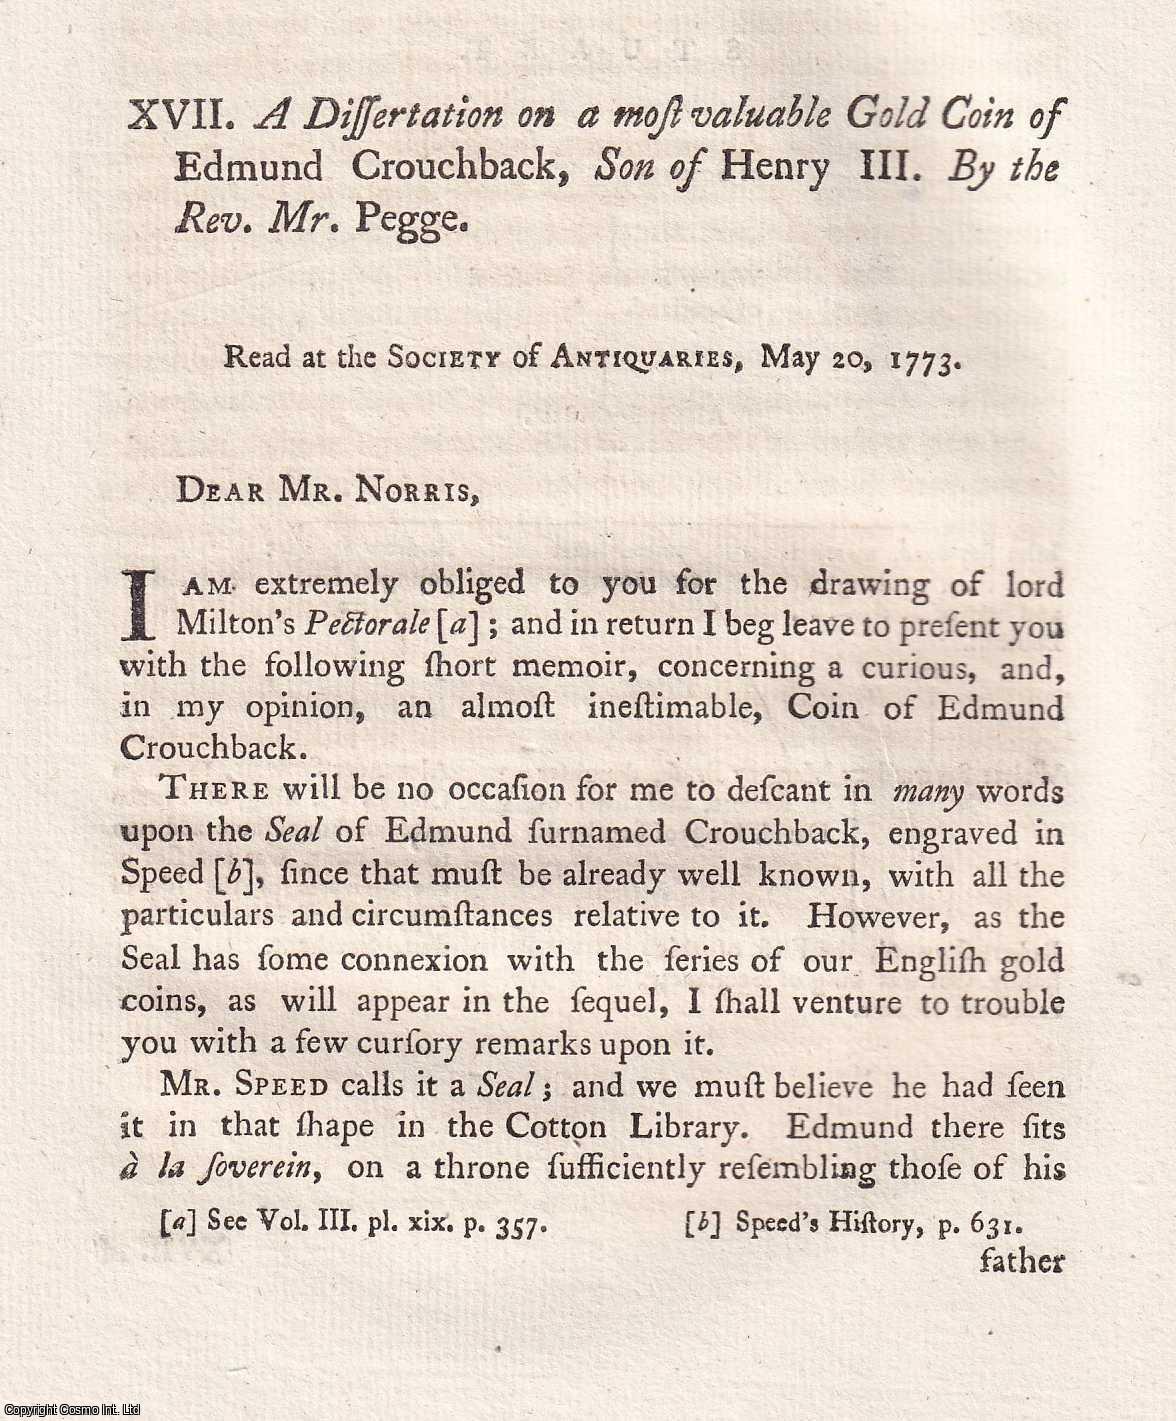 XVII. A Diſſertation on a moſt valuable Gold Coin of
Edmund Crouchback, Son of Henry III. By the
Rev. Mr. Pegge.
Read at the SOCIETY of ANTIQUARIES, May 20, 1773.
DEAR MR. NORRIS,
I AM extremely obliged to you for the drawing of lord
Milton's Pectorale [a]; and in return I beg leave to preſent you
with the following ſhort memoir, concerning a curious, and,
in my opinion, an almoſt ineſtimable, Coin of Edmund
Crouchback.
THERE will be no occaſion for me to deſcant in many words
upon the Seal of Edmund ſurnamed Crouchback, engraved in
Speed [b], ſince that muſt be already well known, with all the
particulars and circumſtances relative to it. However, as the
Seal has ſome connexion with the ſeries of our Engliſh gold
coins, as will appear in the ſequel, I ſhall venture to trouble
you with a few curſory remarks upon it.
MR. SPEED calls it a Seal; and we muſt believe he had ſeen
it in that ſhape in the Cotton Library. Edmund there ſits
à la ſoverein, on a throne ſufficiently reſembling thoſe of his
[a] See Vol. III. pl. xix. p. 357. [b] Speed's Hiſtory, p. 631.
father
Copyright Cosmo Int. Ltd